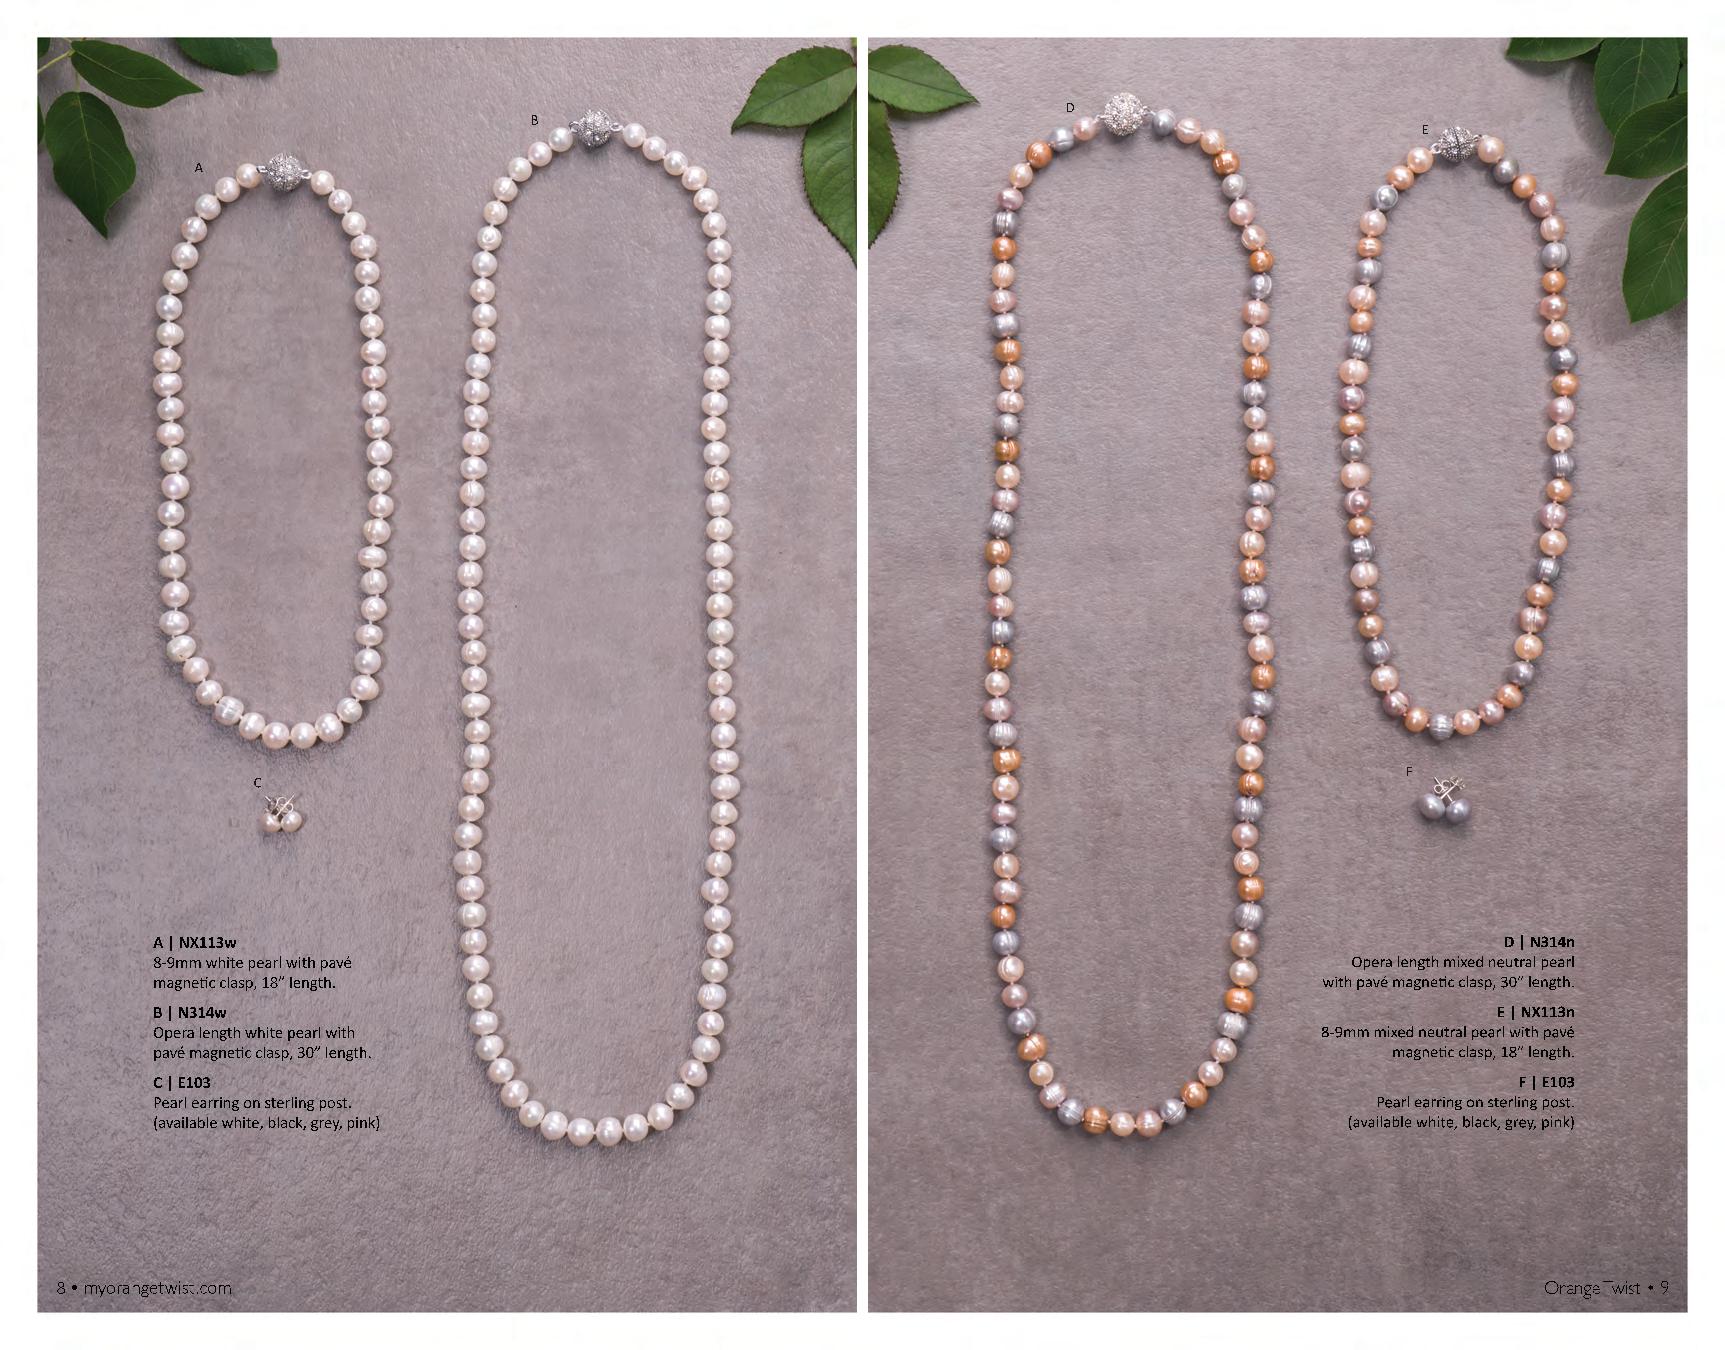 A
B
C
A | NX113w
8-9mm white pearl with pavé
magnetic clasp, 18” length.
B | N314w
Opera length white pearl with
pavé magnetic clasp, 30” length.
C | E103
Pearl earring on sterling post.
(available white, black, grey, pink)
8 • myorangetwist.com
D
E
F
D | N314n
Opera length mixed neutral pearl
with pavé magnetic clasp, 30” length.
E | NX113n
8-9mm mixed neutral pearl with pavé
magnetic clasp, 18” length.
F | E103
Pearl earring on sterling post.
(available white, black, grey, pink)
OrangeTwist • 9